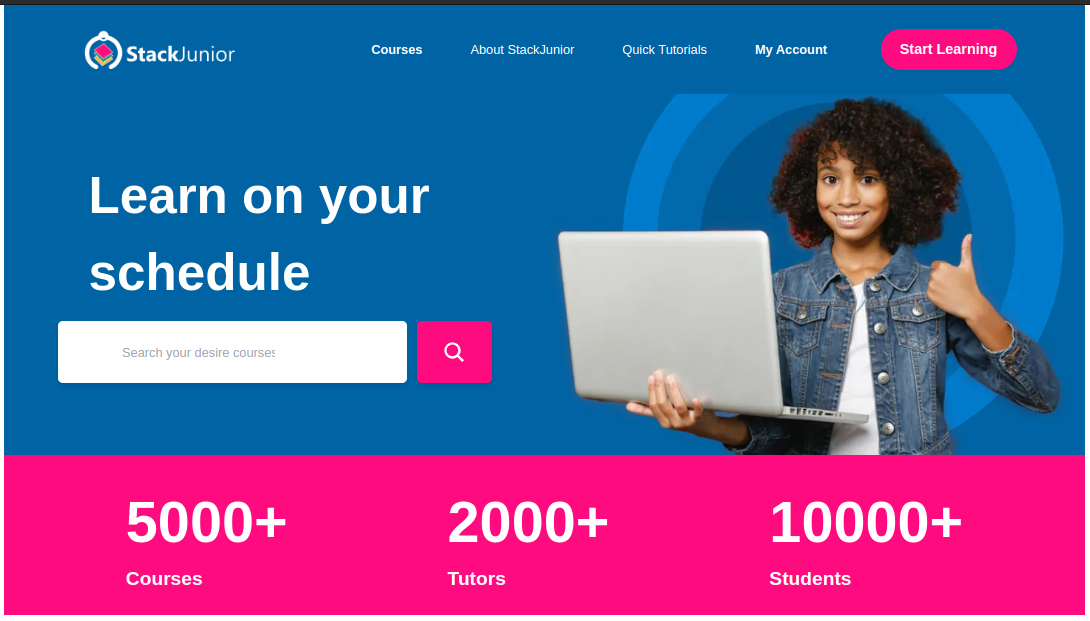 StackJunior
Courses
About StackJunior
Quick Tutorials
My Account
Start Learning
Learn on your
schedule
Search your desire courses
5000+
2000+
10000+
Courses
Tutors
Students